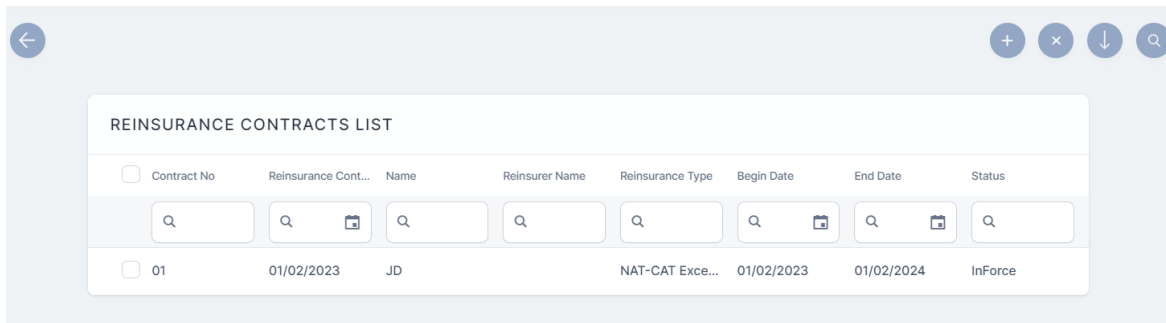 REINSURANCE CONTRACTS LIST
Contract No Reinsurance Cont... Name Reinsurer Name Reinsurance Type Begin Date End Date Status
01 01/02/2023 JD NAT-CAT Exce... 01/02/2023 01/02/2024 InForce